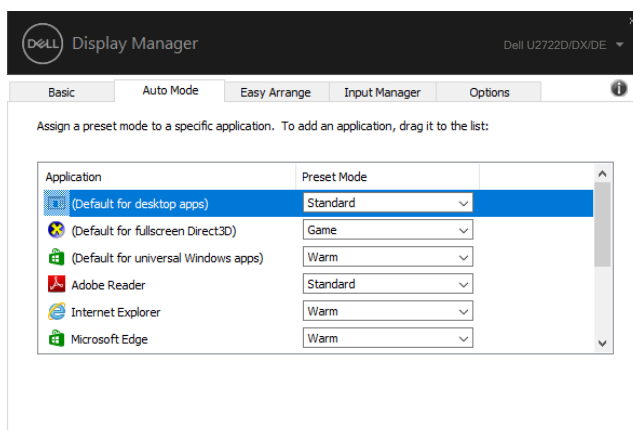 DELL Display Manager Dell U2722D/DX/DE
Basic Auto Mode Easy Arrange Input Manager Options
Assign a preset mode to a specific application. To add an application, drag it to the list:
Application Preset Mode
(Default for desktop apps) Standard
(Default for fullscreen Direct3D) Game
(Default for universal Windows apps) Warm
Adobe Reader Standard
Internet Explorer Warm
Microsoft Edge Warm